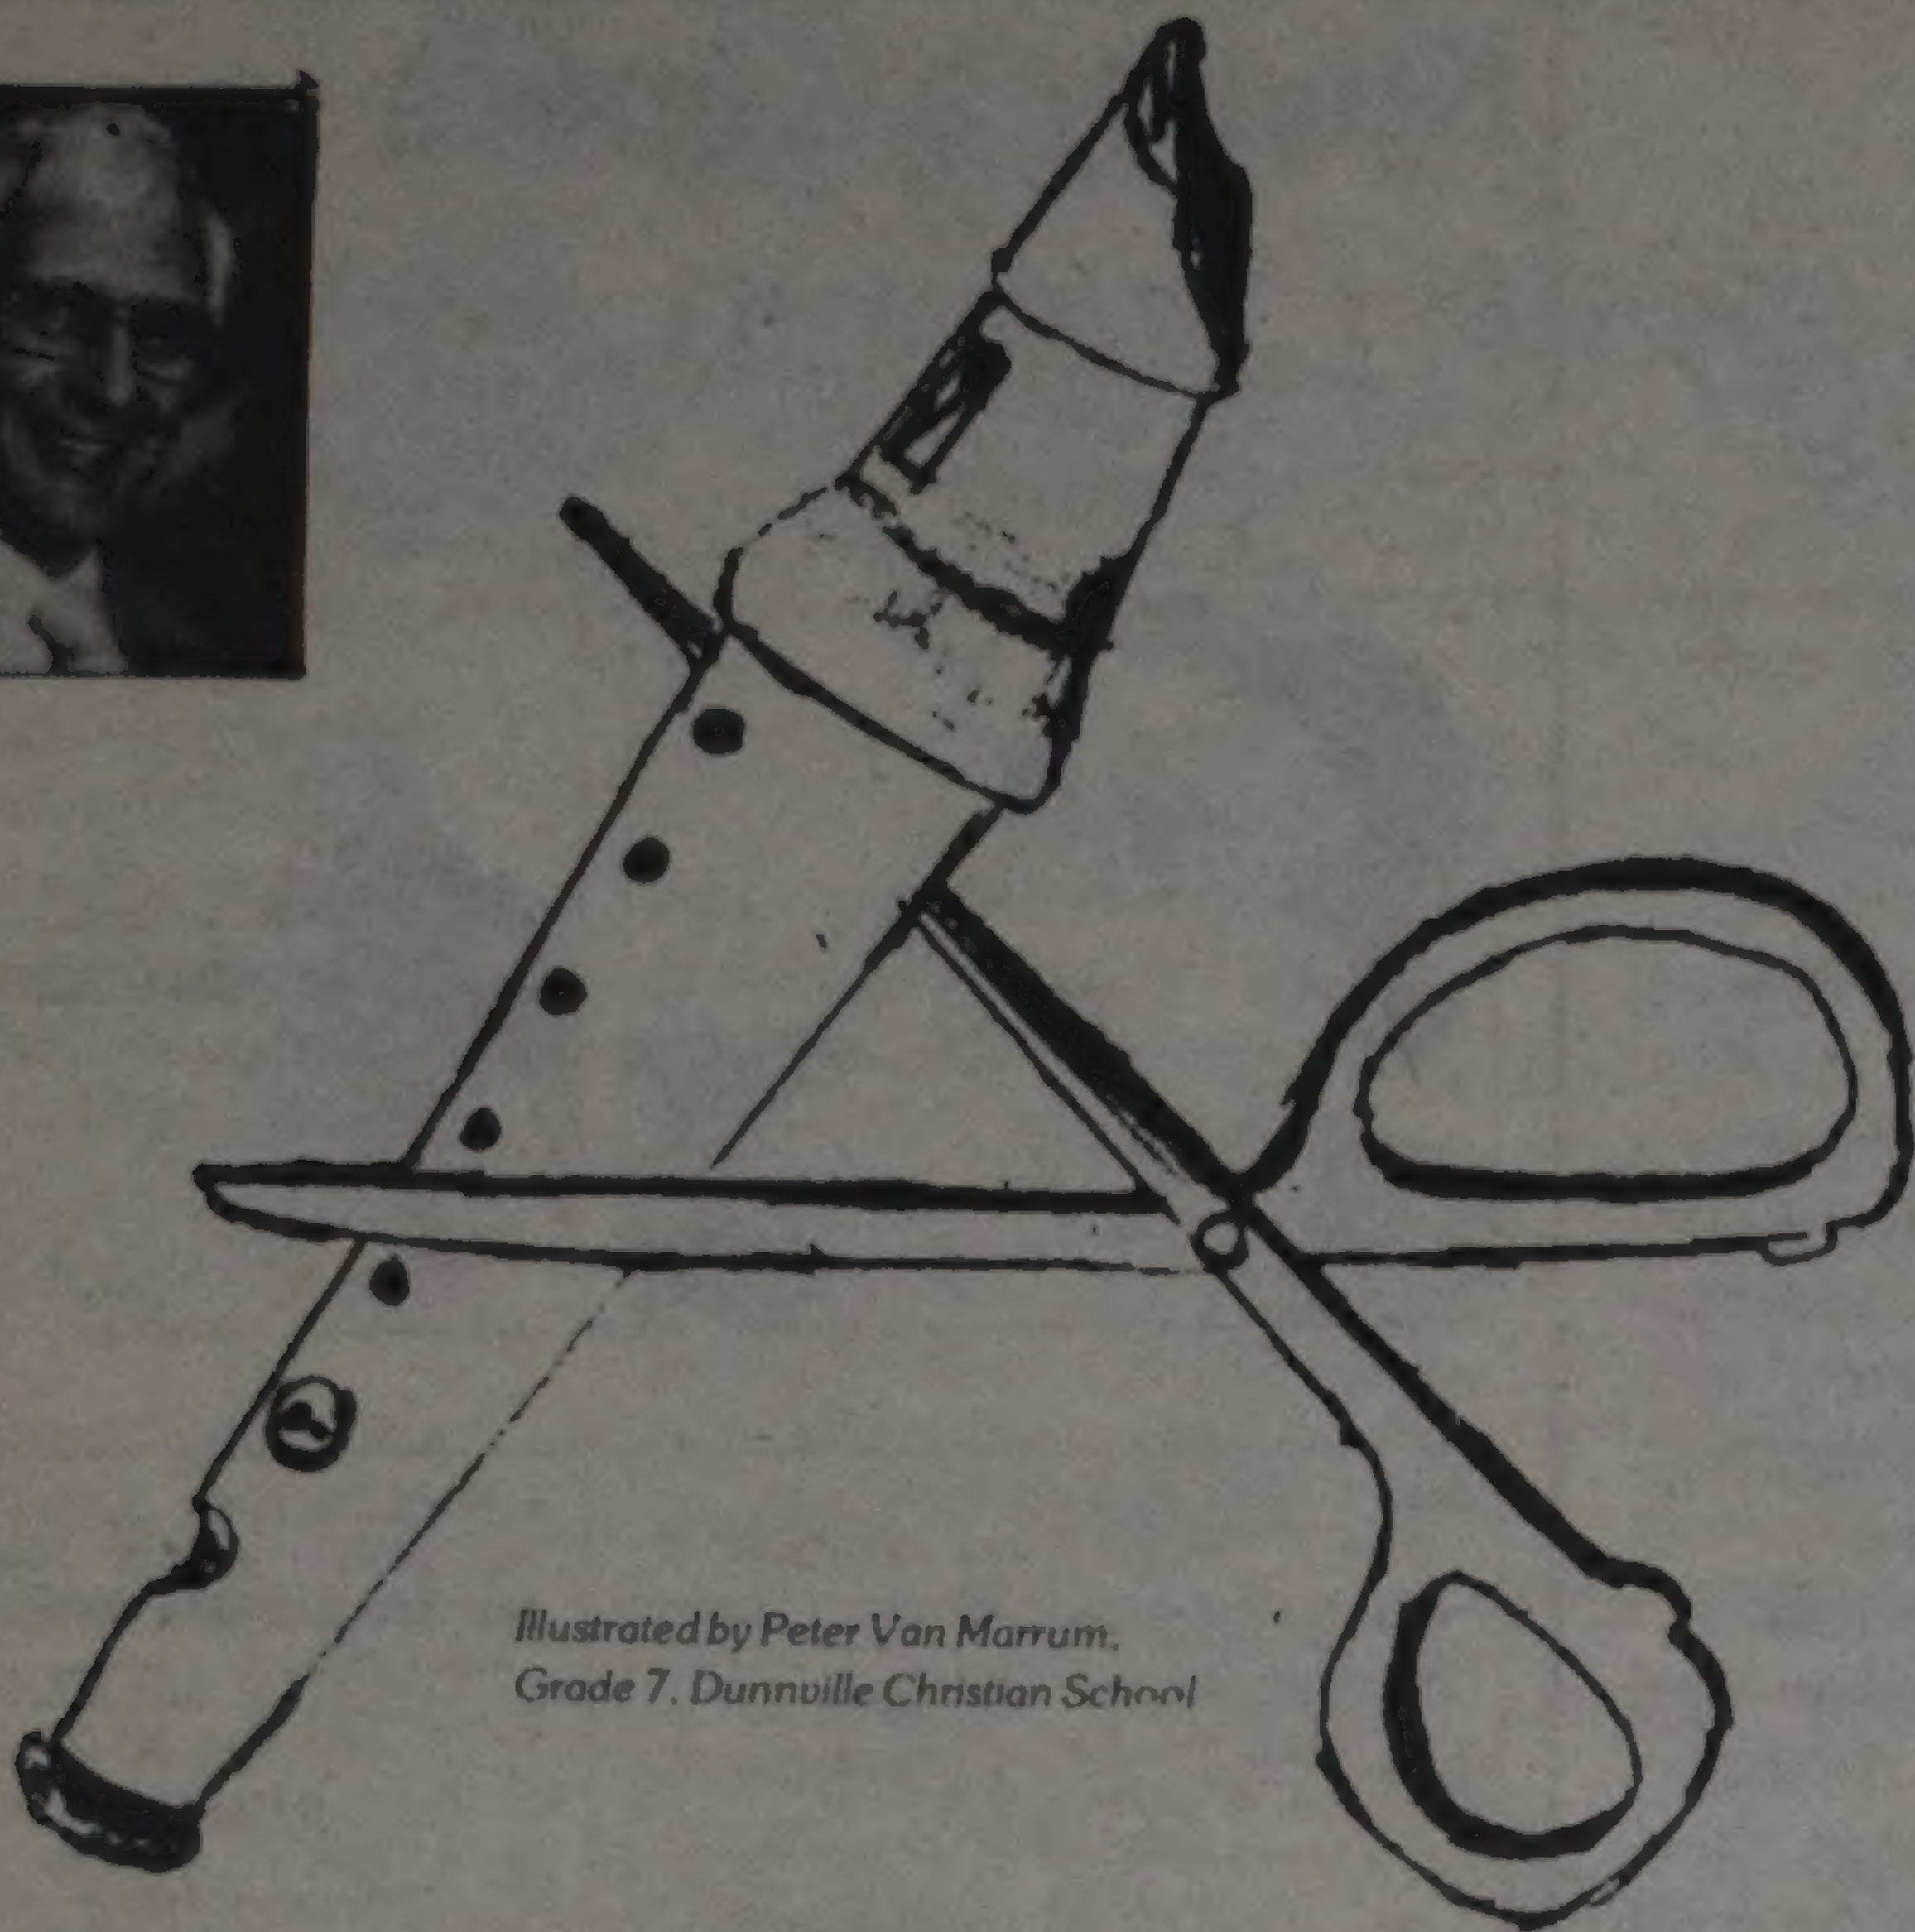 Illustrated by Peter Van Marrum,
Grade 7, Dunnville Christian School